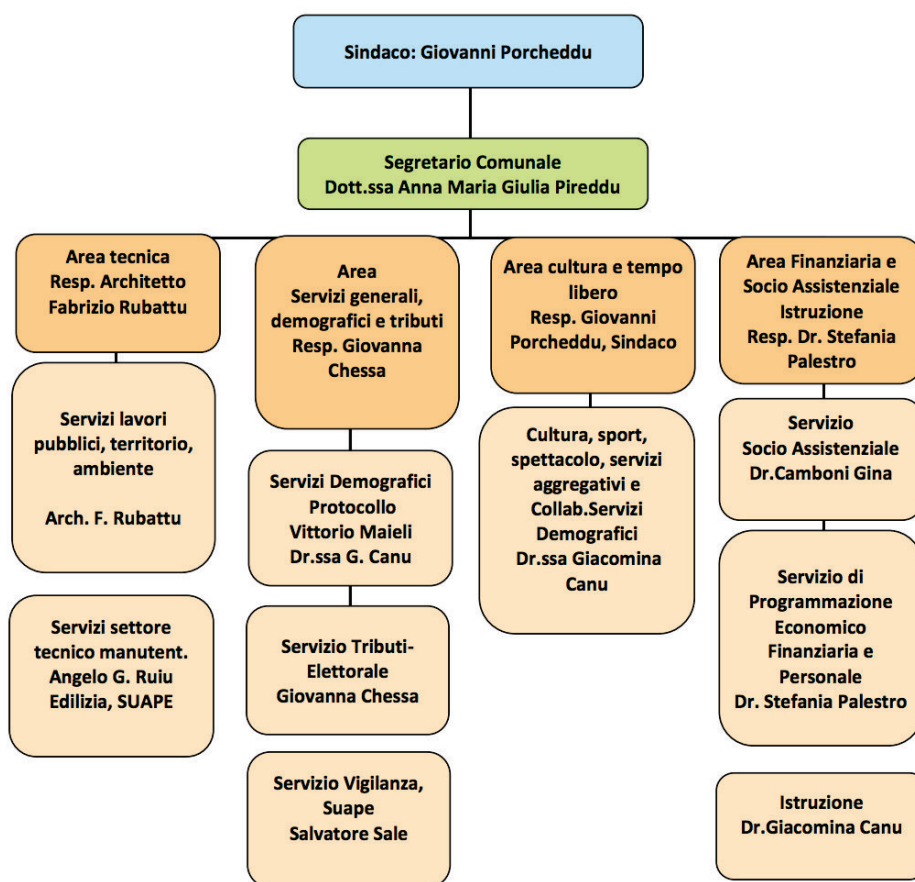 Sindaco: Giovanni Porcheddu
Segretario Comunale
Dott.ssa Anna Maria Giulia Pireddu
Area tecnica
Resp. Architetto
Fabrizio Rubattu
Servizi lavori
pubblici, territorio,
ambiente
Arch. F. Rubattu
Servizi settore
tecnico manutent.
Angelo G. Ruiu
Edilizia, SUAPE
Area
Servizi generali,
demografici e tributi
Resp. Giovanna
Chessa
Servizi Demografici
Protocollo
Vittorio Maieli
Dr.ssa G. Canu
Servizio Tributi-
Elettorale
Giovanna Chessa
Servizio Vigilanza,
Suape
Salvatore Sale
Area cultura e tempo
libero
Resp. Giovanni
Porcheddu, Sindaco
Cultura, sport,
spettacolo, servizi
aggregativi e
Collab.Servizi
Demografici
Dr.ssa Giacomina
Canu
Area Finanziaria e
Socio Assistenziale
Istruzione
Resp. Dr. Stefania
Palestro
Servizio
Socio Assistenziale
Dr.Camboni Gina
Servizio di
Programmazione
Economico
Finanziaria e
Personale
Dr. Stefania Palestro
Istruzione
Dr.Giacomina Canu